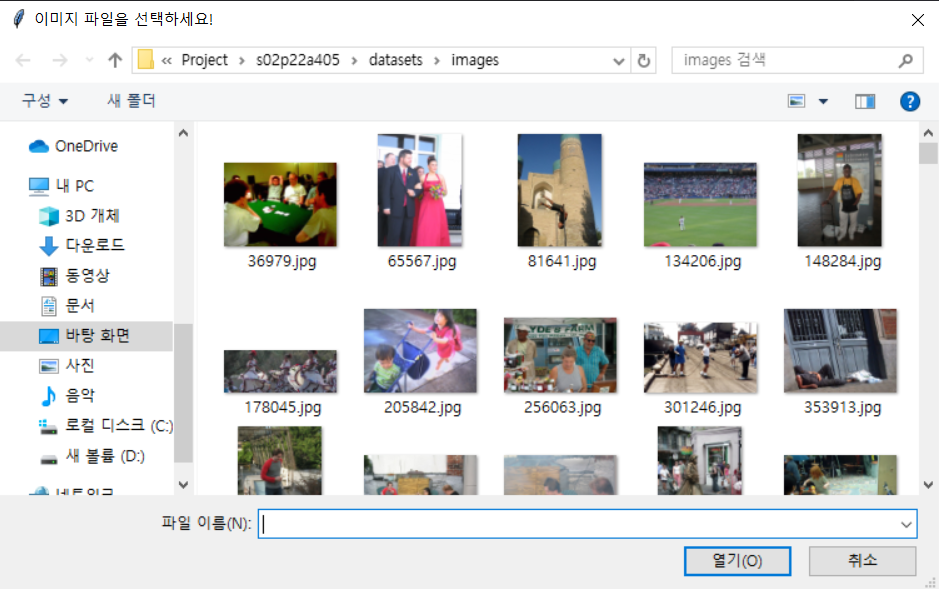 이미지 파일을 선택하세요!
« Project › s02p22a405 › datasets › images
images 검색
구성
새 폴더
OneDrive
내 PC
3D 개체
다운로드
동영상
문서
바탕 화면
사진
음악
로컬 디스크 (C:)
새 볼륨 (D:)
네트워크
36979.jpg
65567.jpg
81641.jpg
134206.jpg
148284.jpg
178045.jpg
205842.jpg
256063.jpg
301246.jpg
353913.jpg
파일 이름(N):
열기(O)
취소